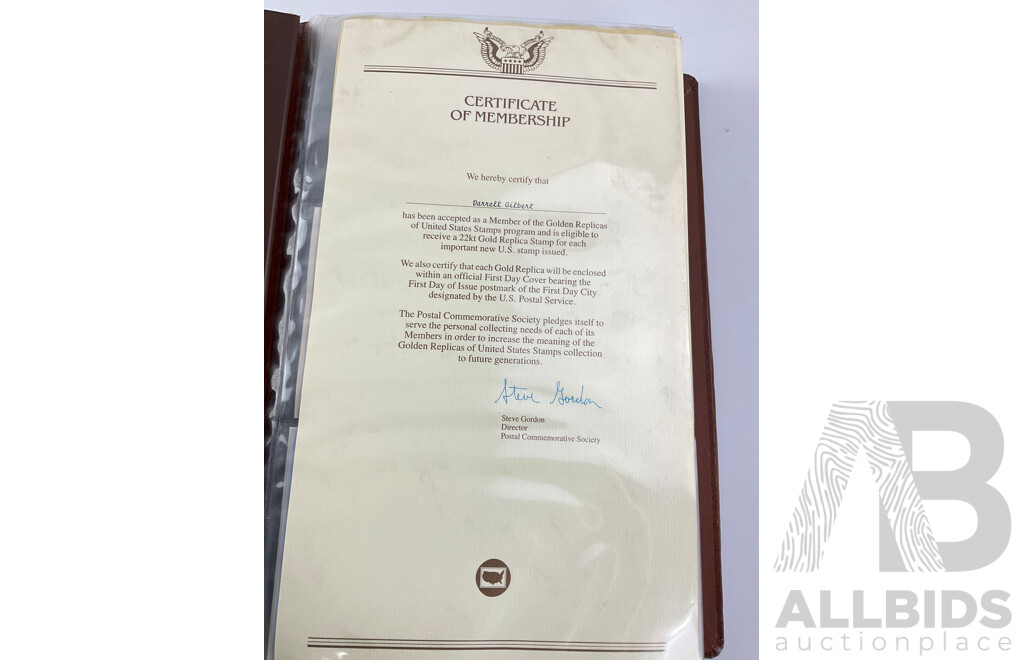 CERTIFICATE
OF MEMBERSHIP
We hereby certify that
Darrell Gilbert
has been accepted as a Member of the Golden Replicas
of United States Stamps program and is eligible to
receive a 22kt Gold Replica Stamp for each
important new U.S. stamp issued.
We also certify that each Gold Replica will be enclosed
within an official First Day Cover bearing the
First Day of Issue postmark of the First Day City
designated by the U.S. Postal Service.
The Postal Commemorative Society pledges itself to
serve the personal collecting needs of each of its
Members in order to increase the meaning of the
Golden Replicas of United States Stamps collection
to future generations.
Steve Gordon
Steve Gordon
Director
Postal Commemorative Society
AB
ALLBIDS
auctionplace